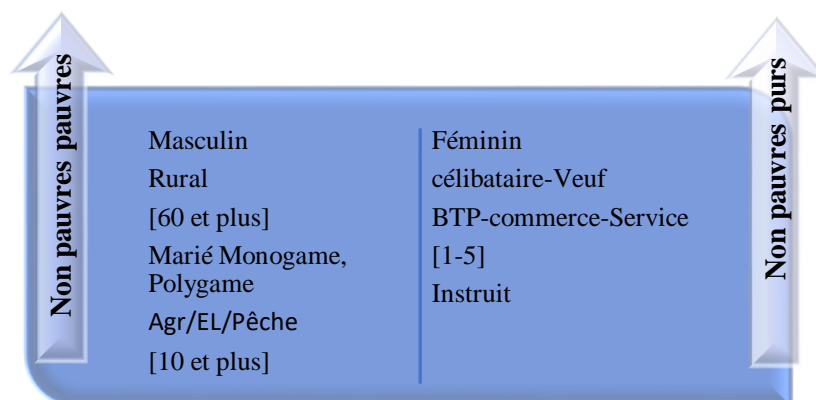 Non pauvres pauvres
Masculin
Rural
[60 et plus]
Marié Monogame,
Polygame
Agr/EL/Pêche
[10 et plus]
Féminin
célibataire-Veuf
BTP-commerce-Service
[1-5]
Instruit
Non pauvres purs